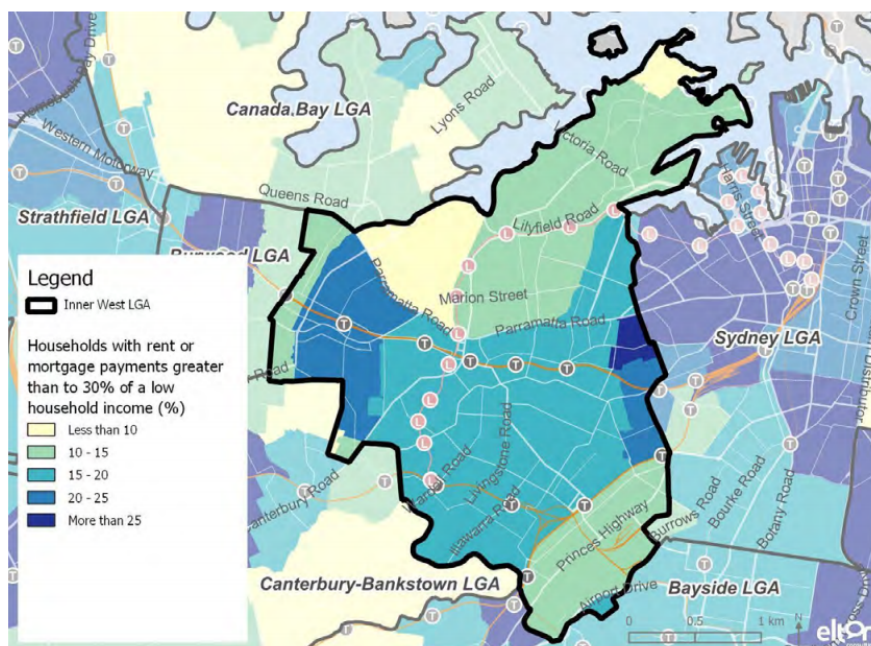 Canada Bay LGA
Lyons Road
Victoria Road
Western Motorway
Queens Road
Strathfield LGA
Lilyfield Road
Harris Street
Crown Street
Parramatta Road
Marion Street
Parramatta Road
Sydney LGA
Legend
Inner West LGA
Households with rent or
mortgage payments greater
than to 30% of a low
household income (%)
Less than 10
10 - 15
15 - 20
20 - 25
More than 25
Road
Livingstone Road
Illawarra Road
Princes Highway
Burrows Road
Bourke Road
Botany Road
Canterbury-Bankstown LGA
Airport Drive
Bayside LGA
0 0.5 1 km
N